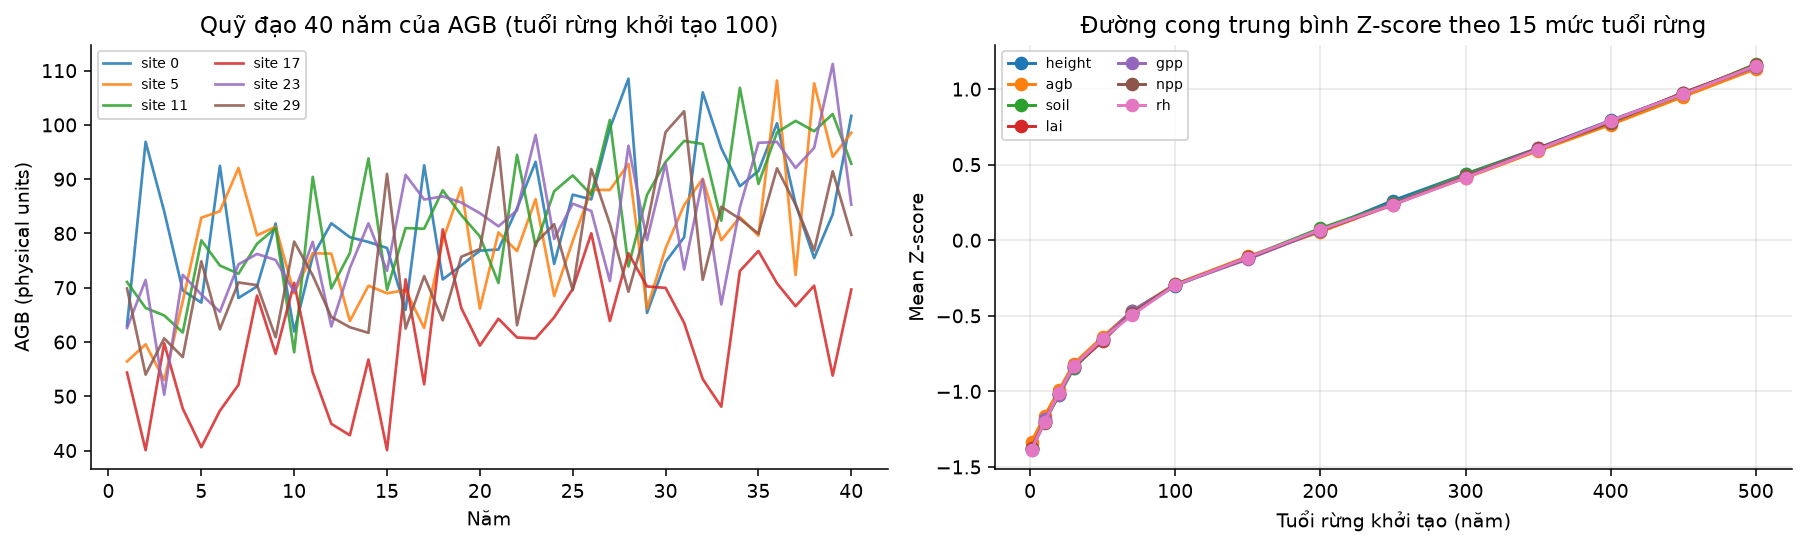 Quỹ đạo 40 năm của AGB (tuổi rừng khởi tạo 100)
site 0 site 17
site 5 site 23
site 11 site 29
110
100
90
80
70
60
50
40
AGB (physical units)
0 5 10 15 20 25 30 35 40
Năm
Đường cong trung bình Z-score theo 15 mức tuổi rừng
height gpp
agb npp
soil rh
lai
1.0
0.5
0.0
−0.5
−1.0
−1.5
Mean Z-score
0 100 200 300 400 500
Tuổi rừng khởi tạo (năm)